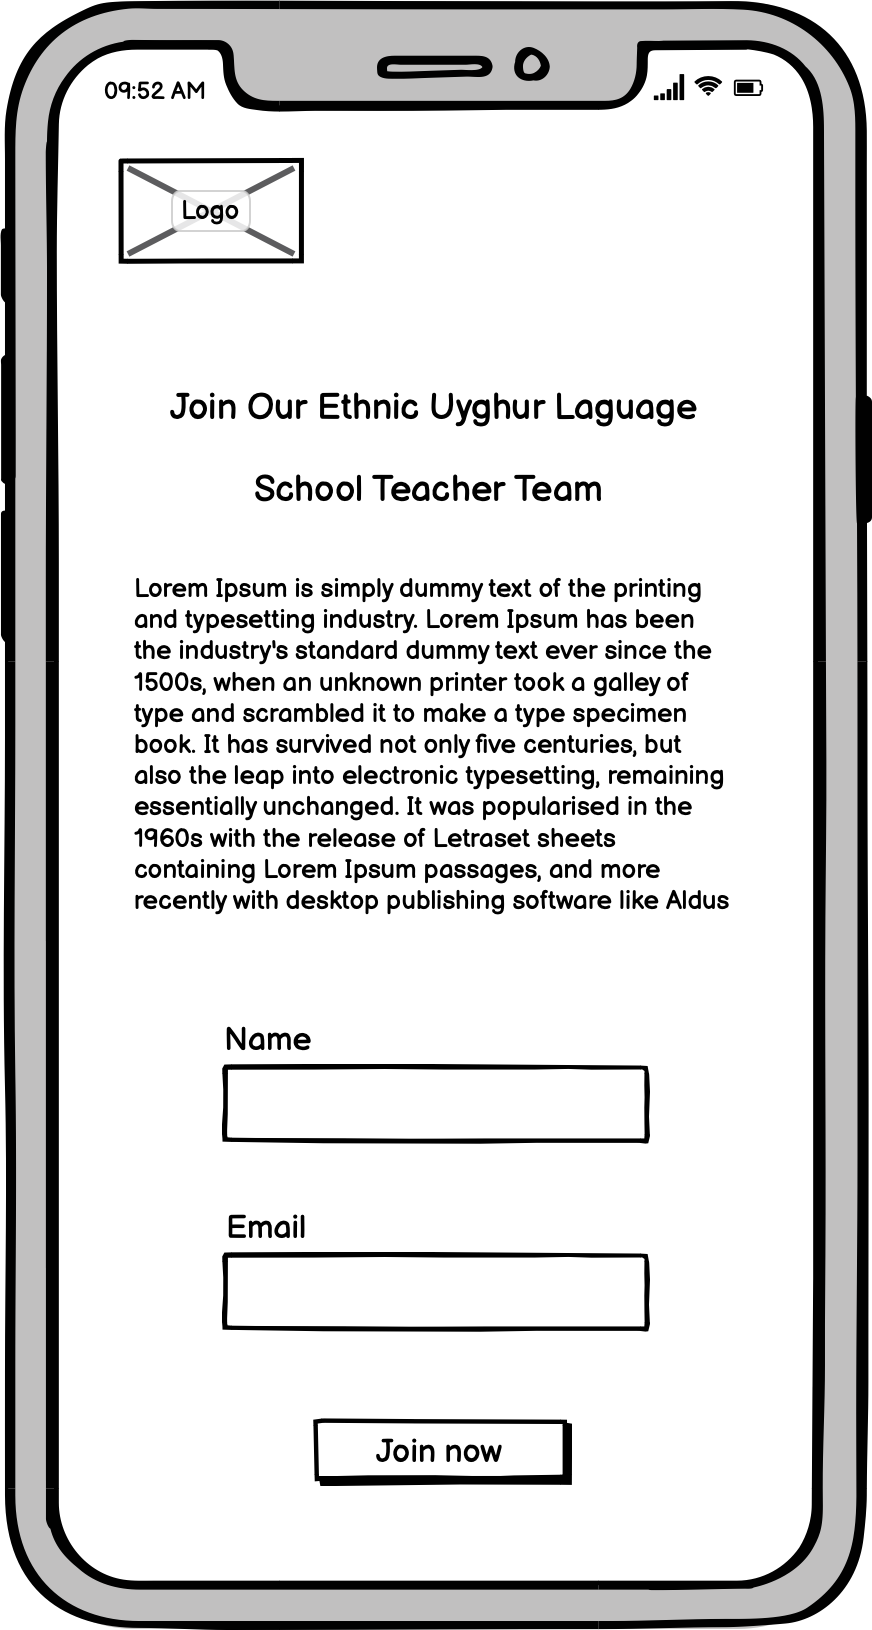 09:52 AM
Logo
Join Our Ethnic Uyghur Laguage
School Teacher Team
Lorem Ipsum is simply dummy text of the printing
and typesetting industry. Lorem Ipsum has been
the industry's standard dummy text ever since the
1500s, when an unknown printer took a galley of
type and scrambled it to make a type specimen
book. It has survived not only five centuries, but
also the leap into electronic typesetting, remaining
essentially unchanged. It was popularised in the
1960s with the release of Letraset sheets
containing Lorem Ipsum passages, and more
recently with desktop publishing software like Aldus
Name
Email
Join now